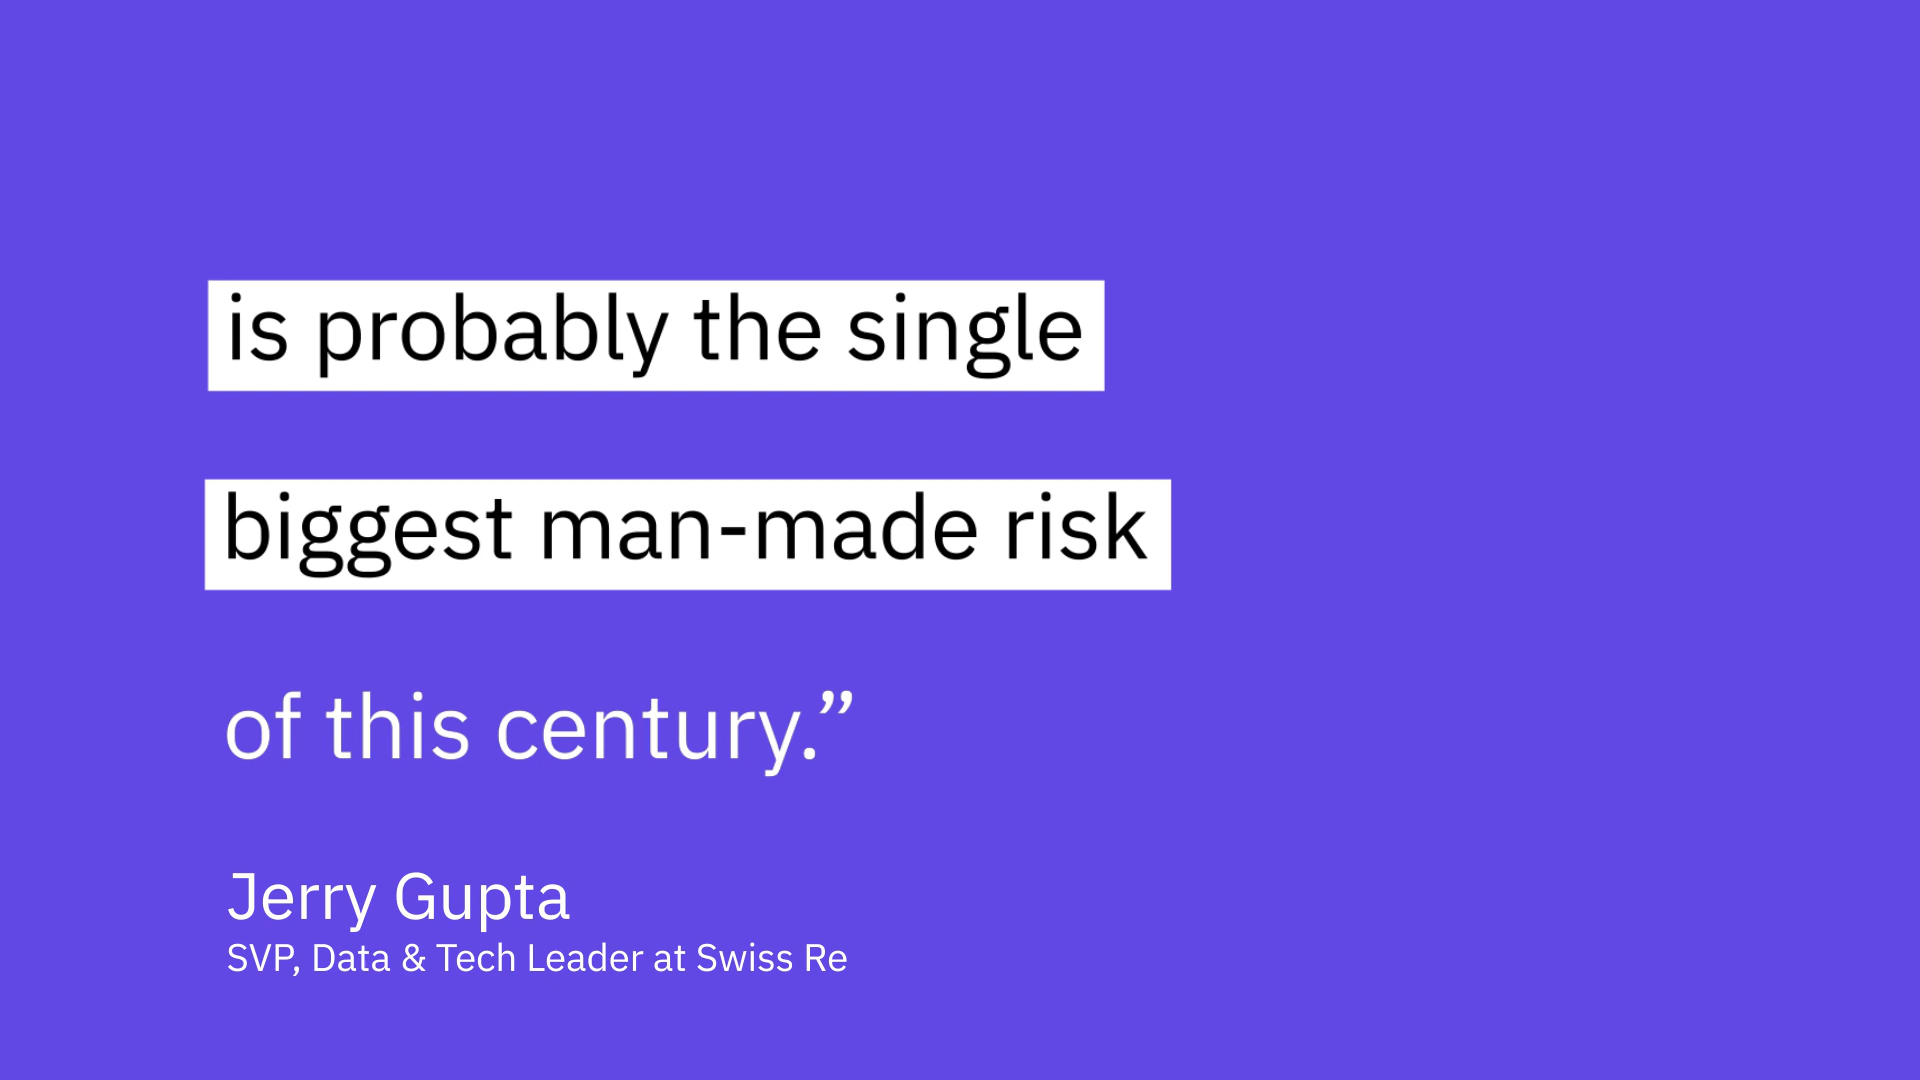 is probably the single
biggest man-made risk
of this century.”
Jerry Gupta
SVP, Data & Tech Leader at Swiss Re